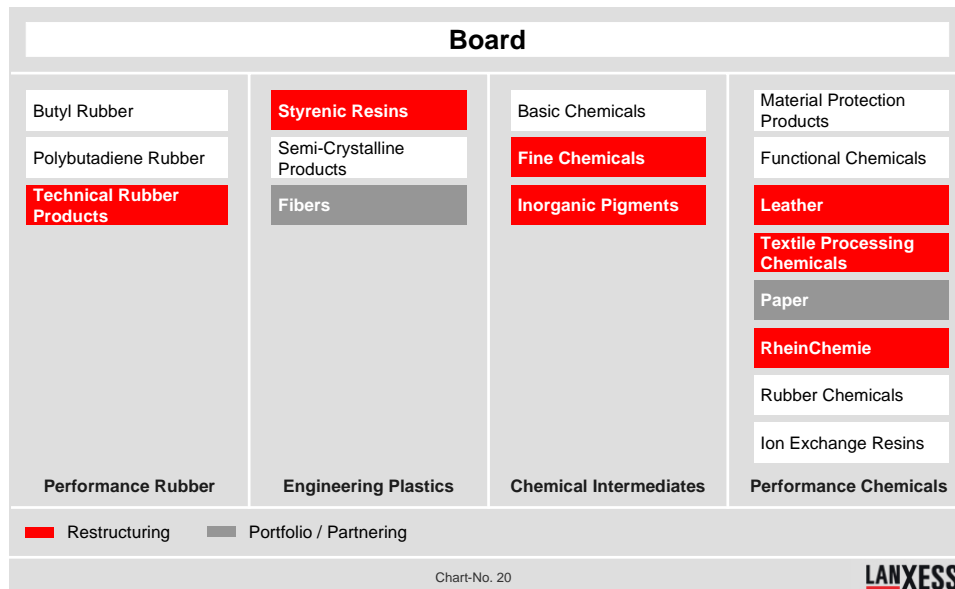 Board
Butyl Rubber
Polybutadiene Rubber
Technical Rubber
Products
Performance Rubber
Styrenic Resins
Semi-Crystalline
Products
Fibers
Engineering Plastics
Basic Chemicals
Fine Chemicals
Inorganic Pigments
Chemical Intermediates
Material Protection
Products
Functional Chemicals
Leather
Textile Processing
Chemicals
Paper
RheinChemie
Rubber Chemicals
Ion Exchange Resins
Performance Chemicals
Restructuring
Portfolio / Partnering
Chart-No. 20
LANXESS